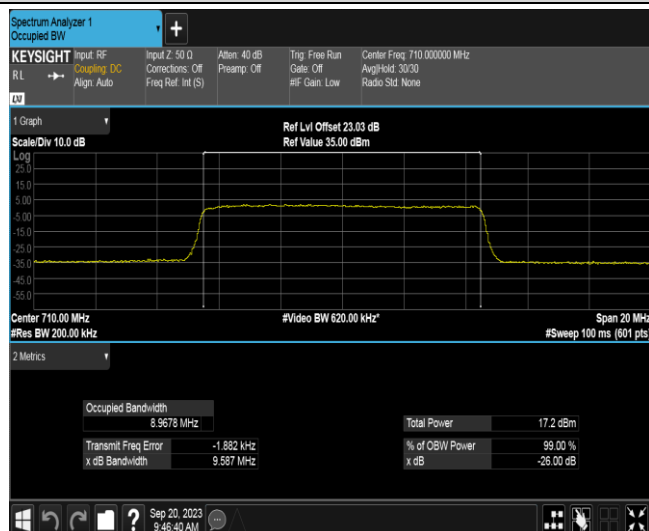 Spectrum Analyzer 1
Occupied BW
+
KEYSIGHT
RL
LXI
Input: RF
Coupling: DC
Align: Auto
Input Z: 50 Ω
Corrections: Off
Freq Ref: Int (S)
Atten: 40 dB
Preamp: Off
Trig: Free Run
Gate: Off
#IF Gain: Low
Center Freq: 710.000000 MHz
Avg|Hold: 30/30
Radio Std: None
1 Graph
Scale/Div 10.0 dB
Ref Lvl Offset 23.03 dB
Ref Value 35.00 dBm
Log
25.0
15.0
5.00
-5.00
-15.0
-25.0
-35.0
-45.0
-55.0
Center 710.00 MHz
#Video BW 620.00 kHz*
Span 20 MHz
#Res BW 200.00 kHz
#Sweep 100 ms (601 pts)
2 Metrics
Occupied Bandwidth
8.9678 MHz
Total Power 17.2 dBm
Transmit Freq Error -1.882 kHz
% of OBW Power 99.00 %
x dB Bandwidth 9.587 MHz
x dB -26.00 dB
?
Sep 20, 2023
9:46:40 AM